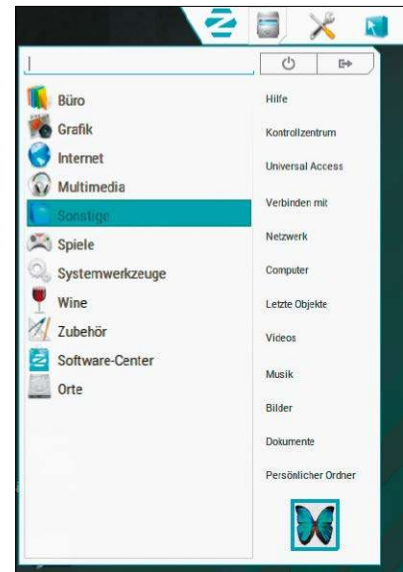 Büro
Grafik
Internet
Multimedia
Sonstige
Spiele
Systemwerkzeuge
Wine
Zubehör
Software-Center
Orte
Hilfe
Kontrollzentrum
Universal Access
Verbinden mit
Netzwerk
Computer
Letzte Objekte
Videos
Musik
Bilder
Dokumente
Persönlicher Ordner